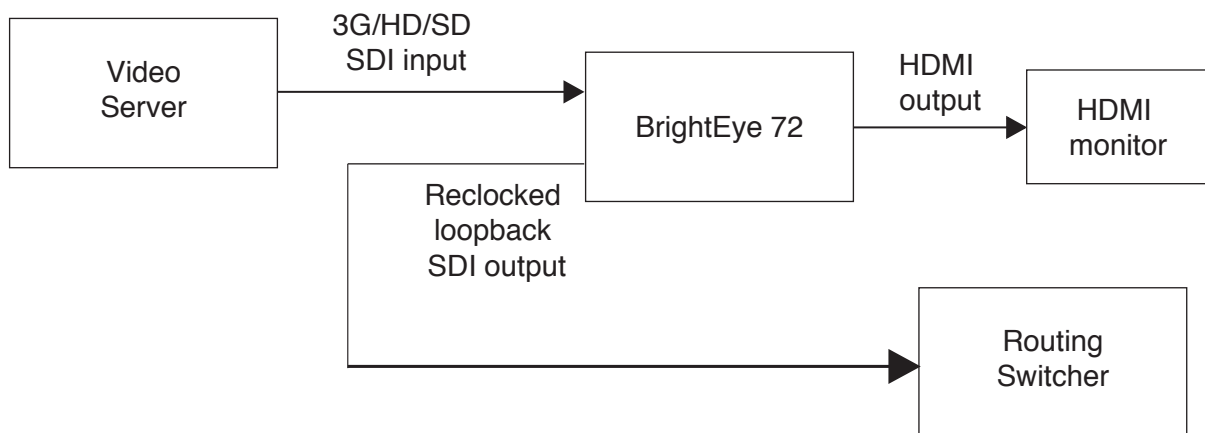 Video
Server
3G/HD/SD
SDI input
BrightEye 72
HDMI
output
HDMI
monitor
Reclocked
loopback
SDI output
Routing
Switcher